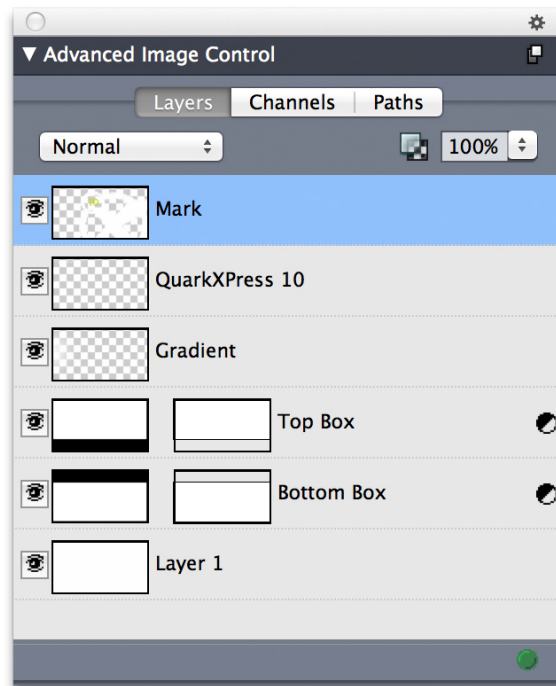 Advanced Image Control
Layers Channels Paths
Normal 100%
Mark
QuarkXPress 10
Gradient
Top Box
Bottom Box
Layer 1